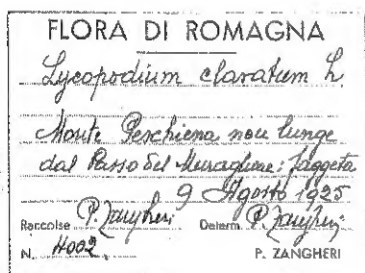 FLORA DI ROMAGNA
Lycopodium clavatum L.
Monte Peschiena non lunge
dal Passo del Muraglione: faggeta
9 Agosto 1925
Raccolse P. Zangheri Determ. P. Zangheri
N. 4002 P. ZANGHERI